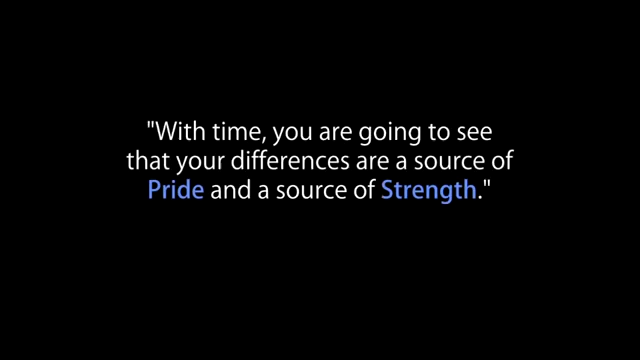 "With time, you are going to see
that your differences are a source of
Pride and a source of Strength."